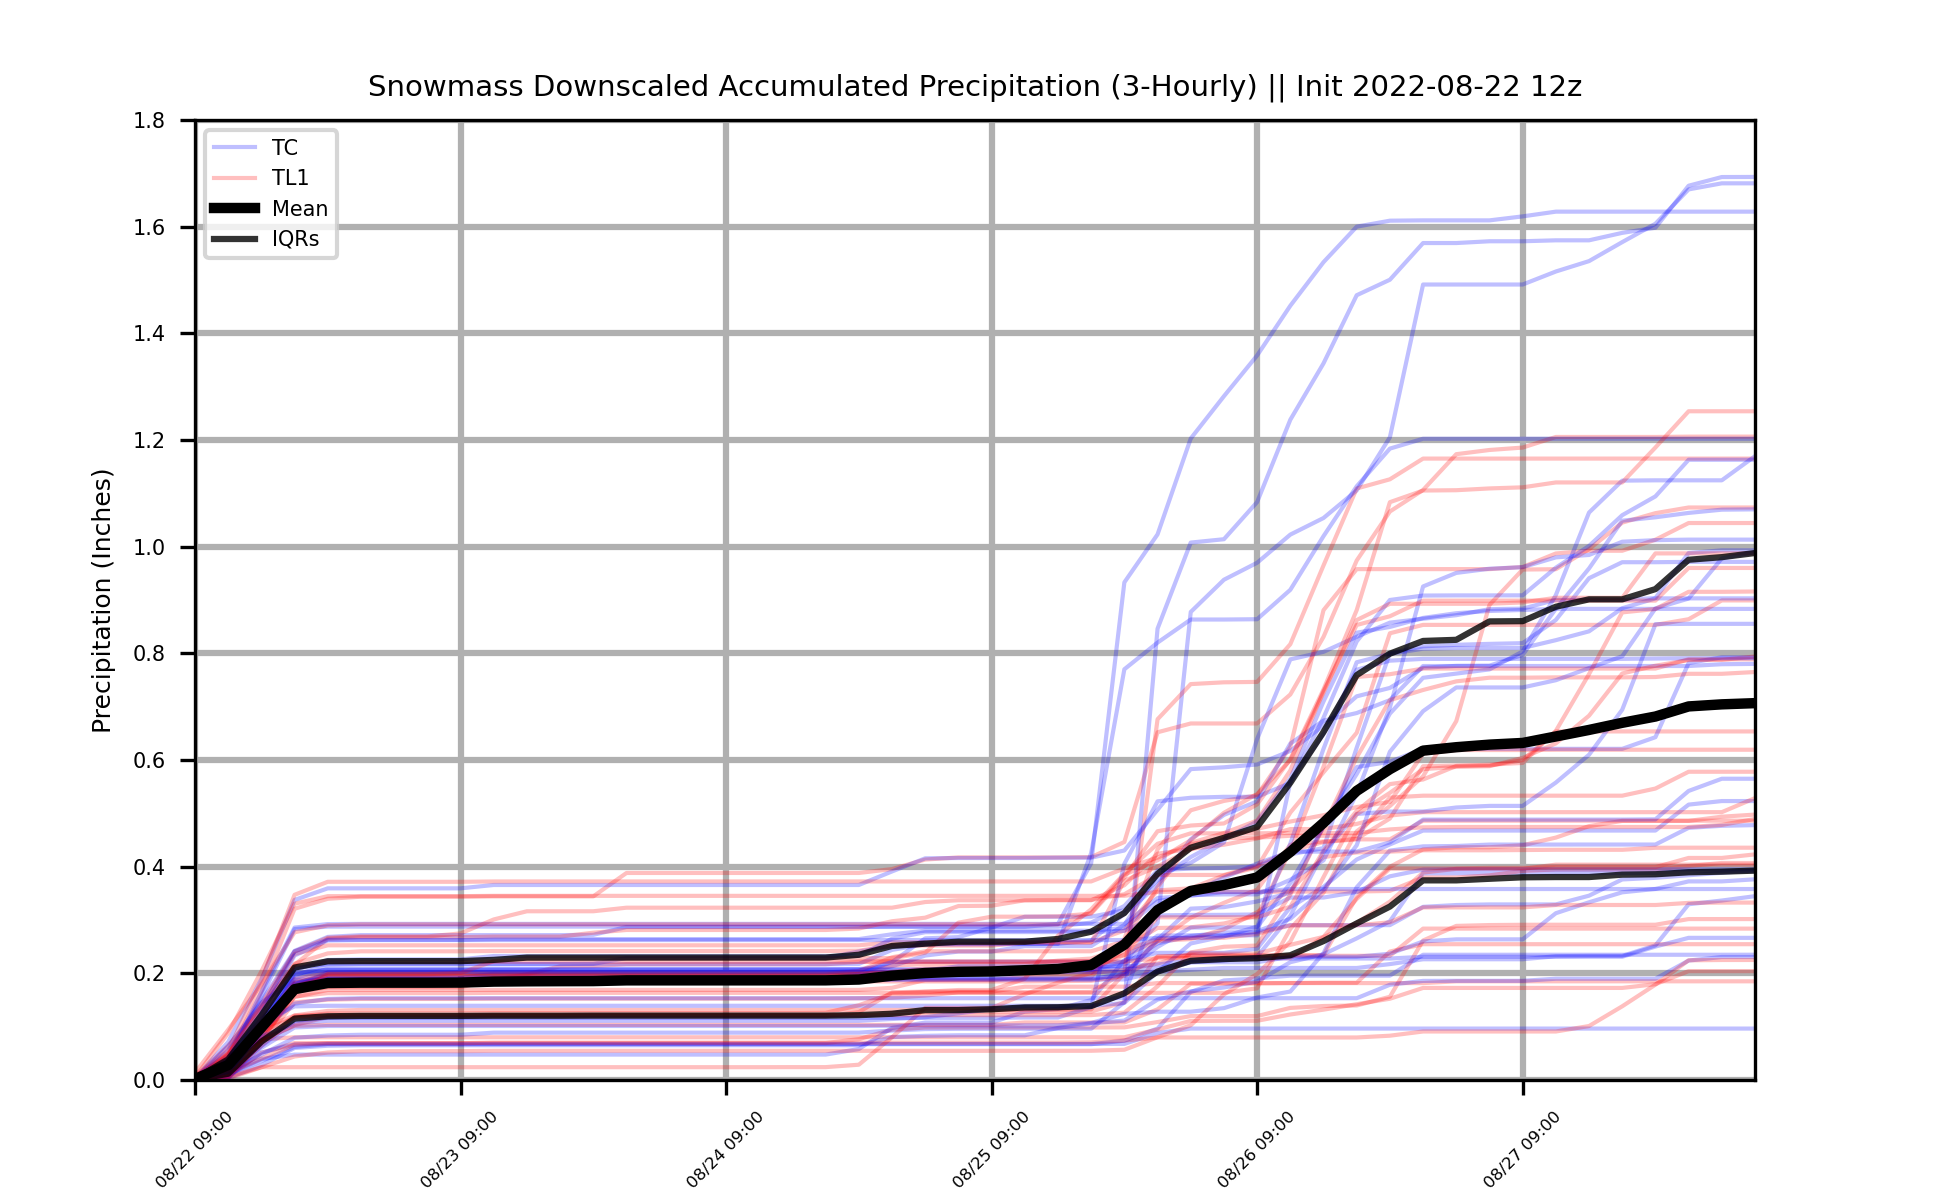 Snowmass Downscaled Accumulated Precipitation (3-Hourly) || Init 2022-08-22 12z
TC
TL1
Mean
IQRs
Precipitation (Inches)
1.8
1.6
1.4
1.2
1.0
0.8
0.6
0.4
0.2
0.0
08/22 09:00
08/23 09:00
08/24 09:00
08/25 09:00
08/26 09:00
08/27 09:00